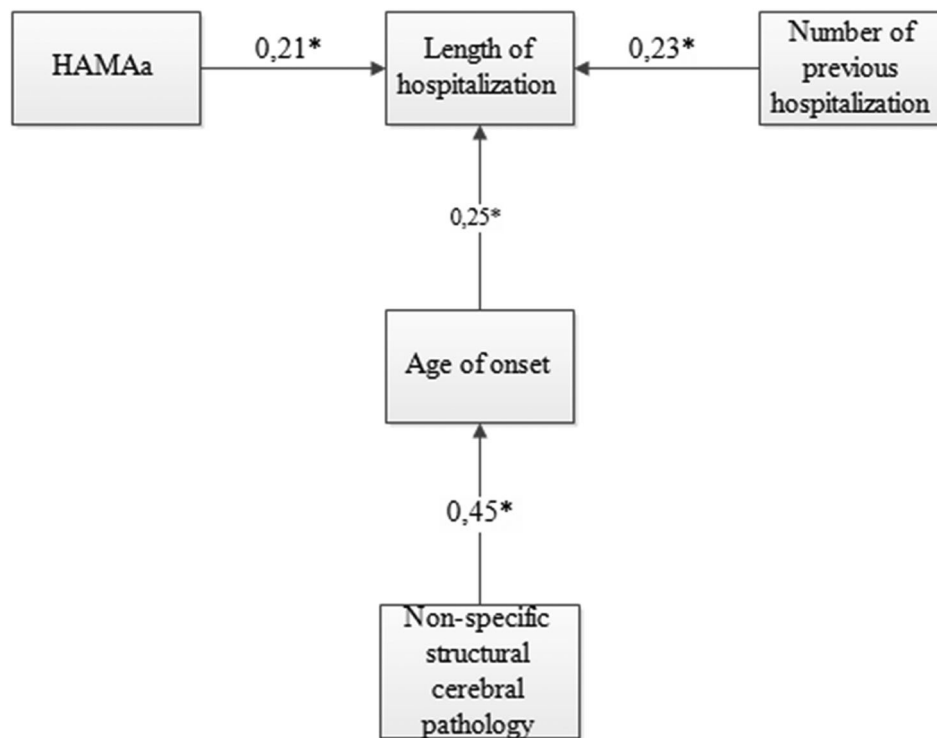 HAMAa
0,21*
Length of
hospitalization
0,23*
Number of
previous
hospitalization
0,25*
Age of onset
0,45*
Non-specific
structural
cerebral
pathology